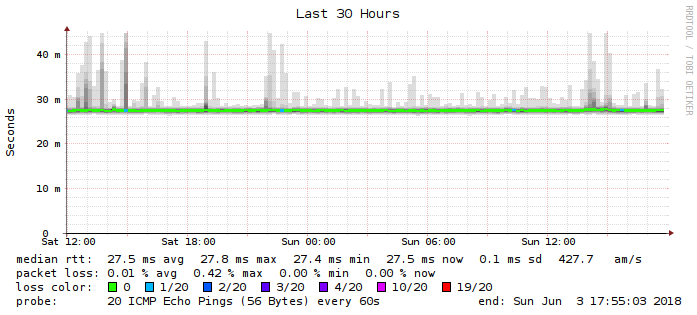 Last 30 Hours
RRDTOOL / TOBI OETIKER
Seconds
40 m
30 m
20 m
10 m
0
Sat 12:00 Sat 18:00 Sun 00:00 Sun 06:00 Sun 12:00
median rtt: 27.5 ms avg 27.8 ms max 27.4 ms min 27.5 ms now 0.1 ms sd 427.7 am/s
packet loss: 0.01 % avg 0.42 % max 0.00 % min 0.00 % now
loss color: 0 1/20 2/20 3/20 4/20 10/20 19/20
probe: 20 ICMP Echo Pings (56 Bytes) every 60s end: Sun Jun 3 17:55:03 2018